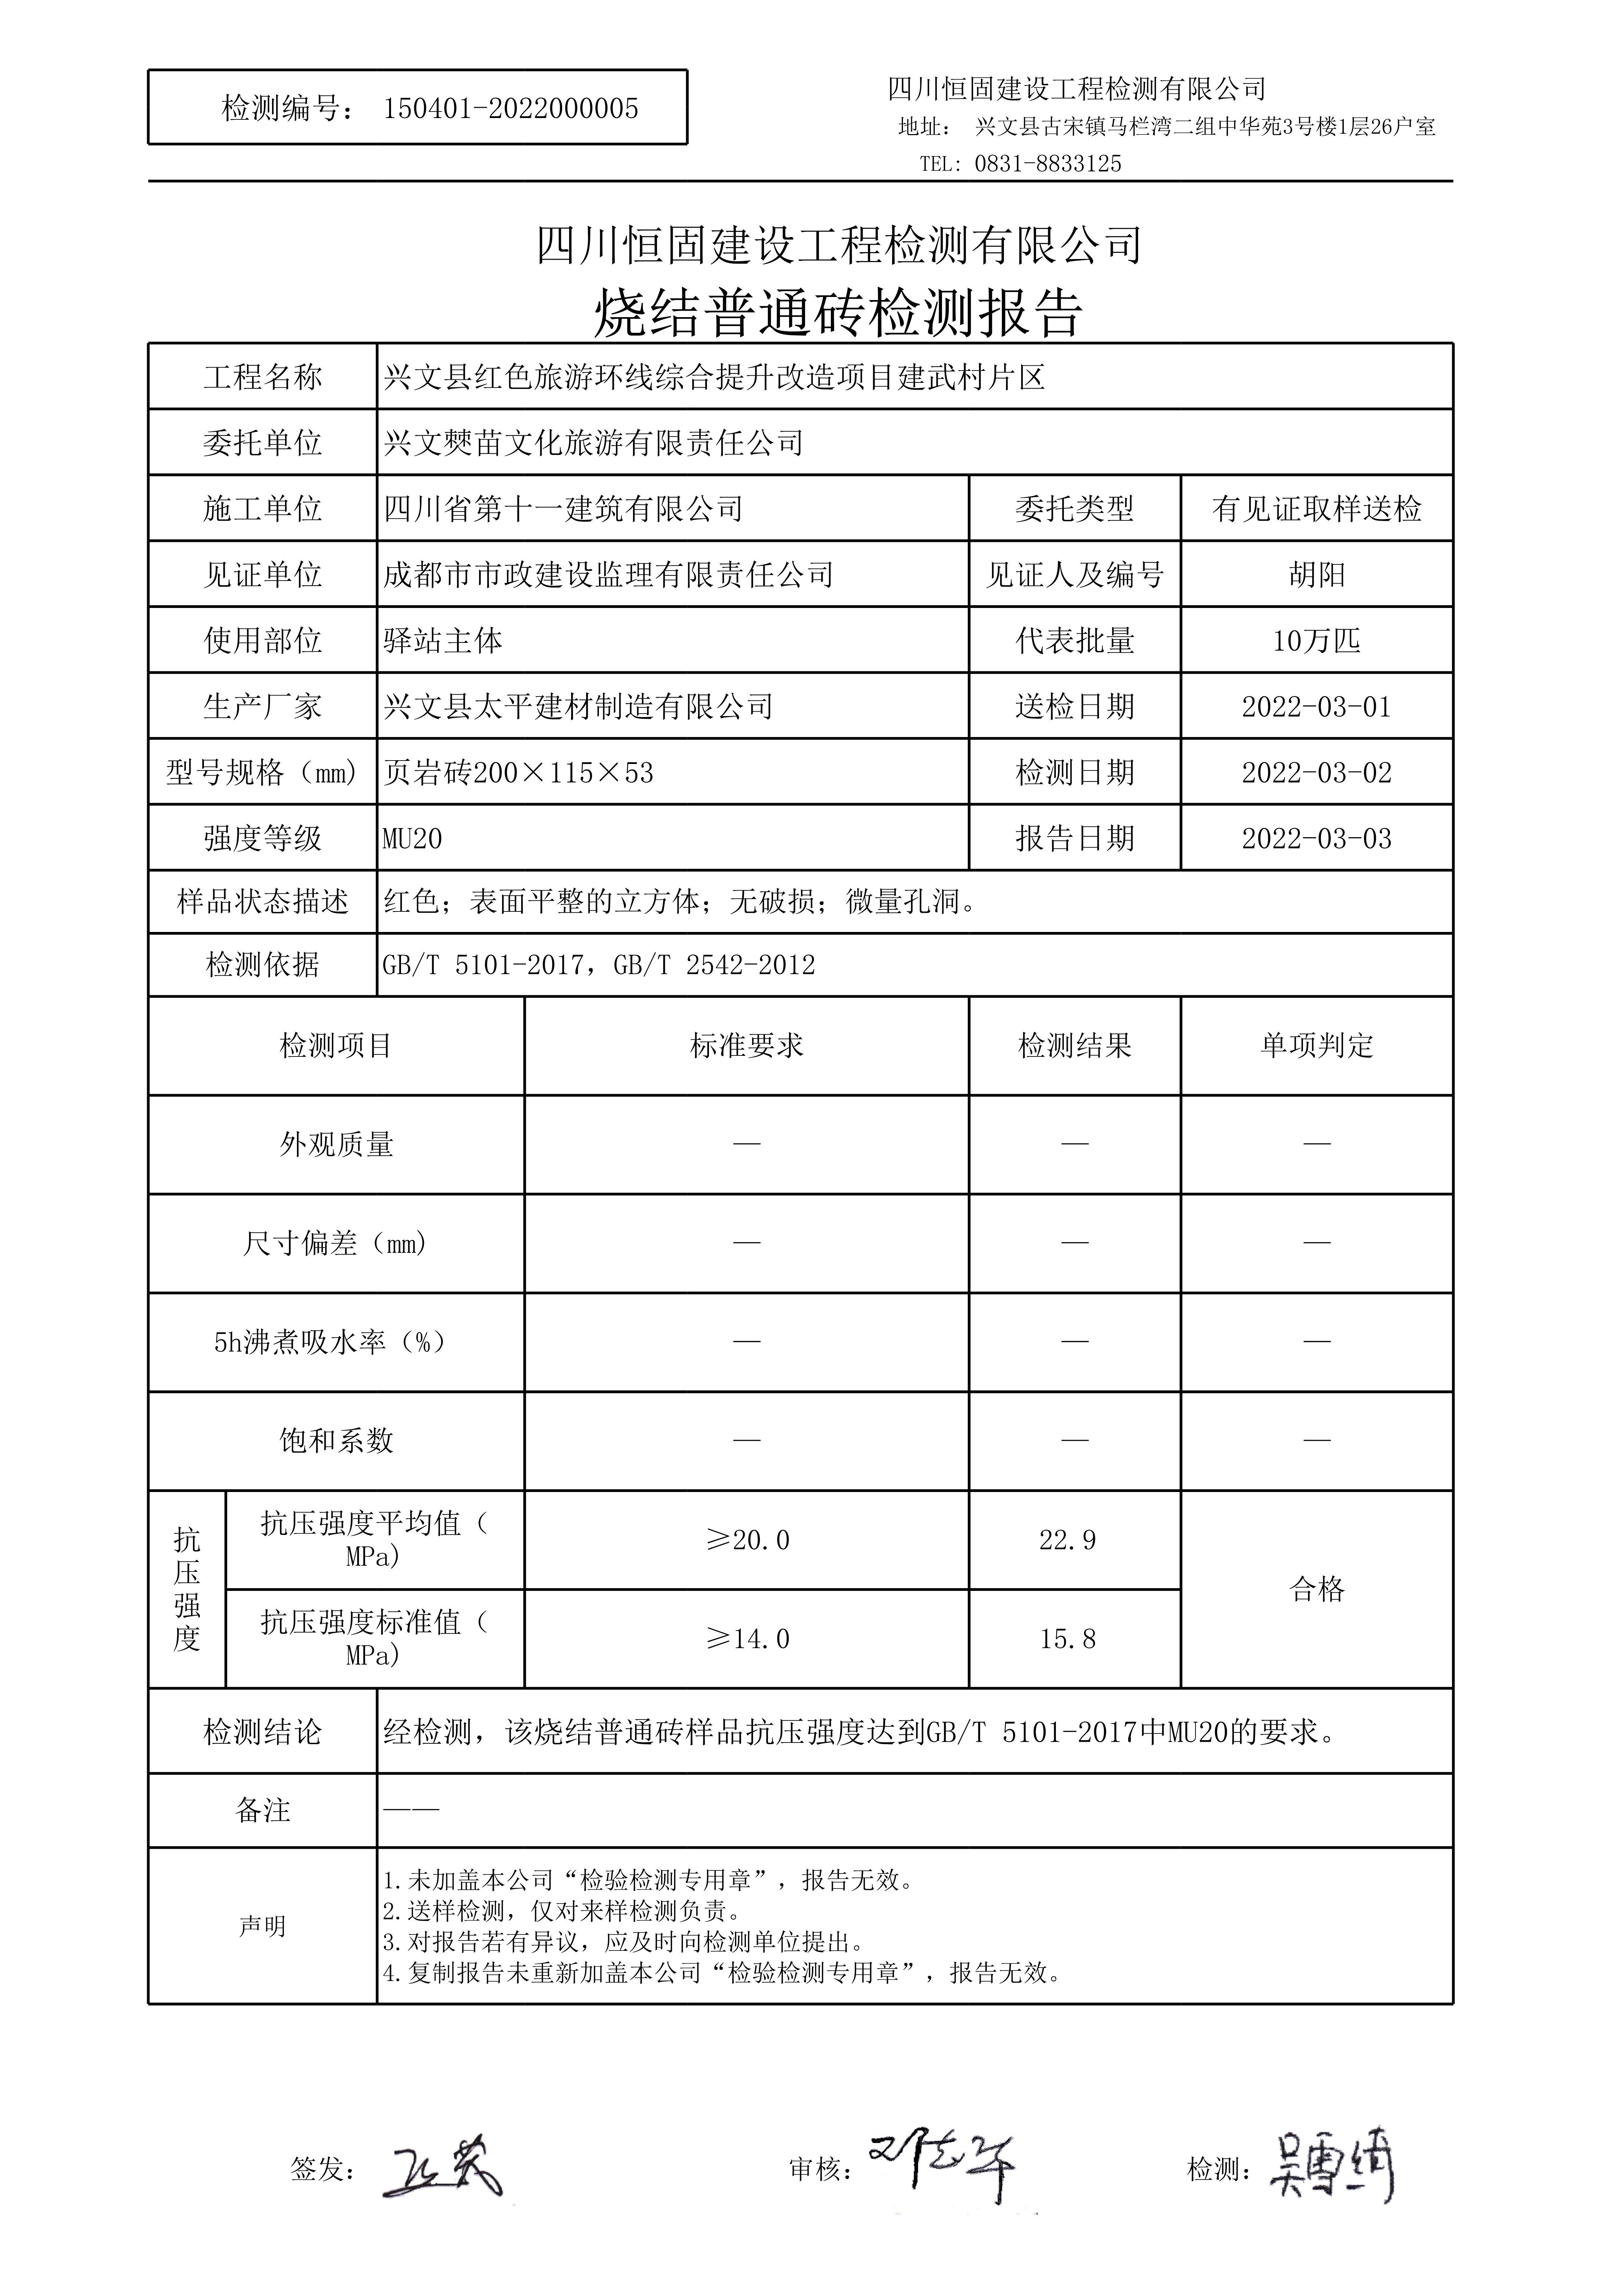 检测编号： 150401-2022000005
四川恒固建设工程检测有限公司
地址： 兴文县古宋镇马栏湾二组中华苑3号楼1层26户室
TEL: 0831-8833125
四川恒固建设工程检测有限公司
烧结普通砖检测报告
工程名称 兴文县红色旅游环线综合提升改造项目建武村片区
委托单位 兴文僰苗文化旅游有限责任公司
施工单位 四川省第十一建筑有限公司 委托类型 有见证取样送检
见证单位 成都市市政建设监理有限责任公司 见证人及编号 胡阳
使用部位 驿站主体 代表批量 10万匹
生产厂家 兴文县太平建材制造有限公司 送检日期 2022-03-01
型号规格（mm) 页岩砖200×115×53 检测日期 2022-03-02
强度等级 MU20 报告日期 2022-03-03
样品状态描述 红色；表面平整的立方体；无破损；微量孔洞。
检测依据 GB/T 5101-2017，GB/T 2542-2012
检测项目 标准要求 检测结果 单项判定
外观质量 — — —
尺寸偏差（mm） — — —
5h沸煮吸水率（%） — — —
饱和系数 — — —
抗压强度 抗压强度平均值（
MPa) ≥20.0 22.9 合格
抗压强度标准值（
MPa) ≥14.0 15.8
检测结论 经检测，该烧结普通砖样品抗压强度达到GB/T 5101-2017中MU20的要求。
备注 ——
声明
1.未加盖本公司“检验检测专用章”，报告无效。
2.送样检测，仅对来样检测负责。
3.对报告若有异议，应及时向检测单位提出。
4.复制报告未重新加盖本公司“检验检测专用章”，报告无效。
签发： 审核：邓志华 检测：吴雪绮